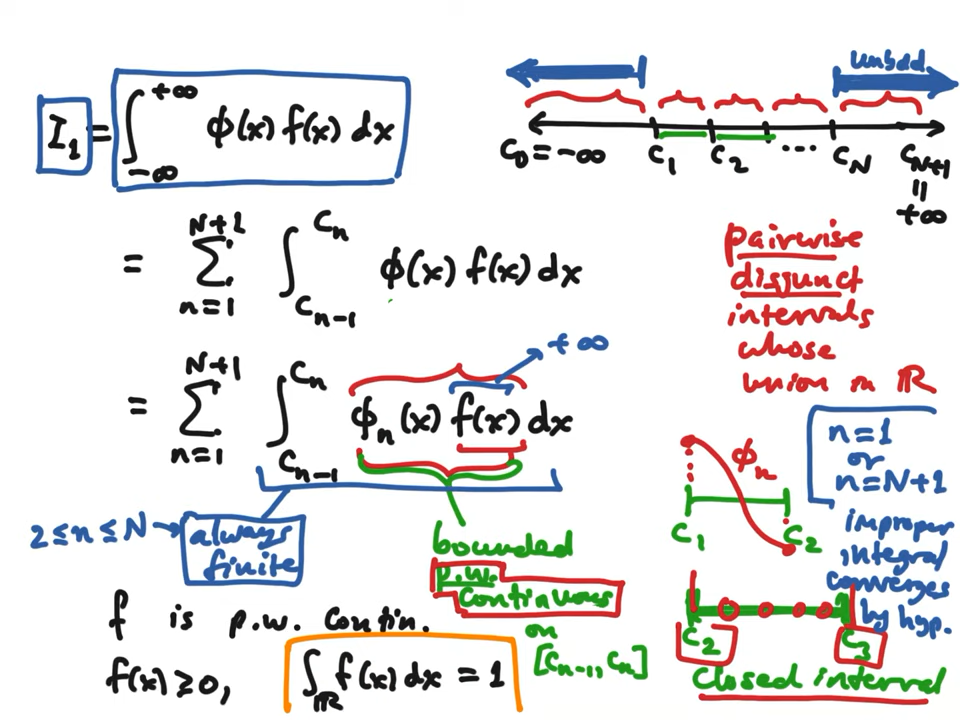 I₁ = ∫_{-∞}^{+∞} ϕ(x) f(x) dx
= ∑_{n=1}^{N+1} ∫_{C_{n-1}}^{C_n} ϕ(x) f(x) dx
= ∑_{n=1}^{N+1} ∫_{C_{n-1}}^{C_n} ϕ_n(x) f(x) dx
+∞
2 ≤ n ≤ N → always
finite
bounded
p.w.
continuous
on
[C_{n-1}, C_n]
f is p.w. contin.
f(x) ≥ 0, ∫_ℝ f(x) dx = 1
unbdd
C₀ = -∞ C₁ C₂ ... C_N C_{N+1}
=
+∞
pairwise
disjunct
intervals
whose
union in ℝ
n=1
or
n=N+1
improper
integral
converges
by hyp.
ϕ_n
C₁ C₂
C₂ C₃
closed interval